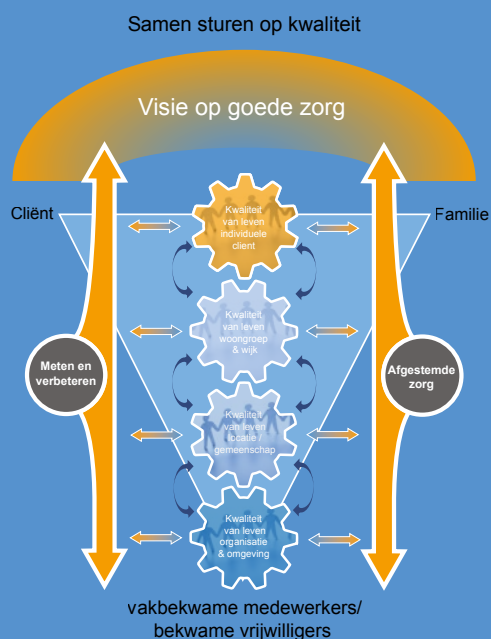 Samen sturen op kwaliteit
Visie op goede zorg
Cliënt
Familie
Kwaliteit
van leven
individuele
client
Kwaliteit
van leven
woongroep
& wijk
Meten en
verbeteren
Afgestemde
zorg
Kwaliteit
van leven
locatie /
gemeenschap
Kwaliteit
van leven
organisatie
& omgeving
vakbekwame medewerkers/
bekwame vrijwilligers